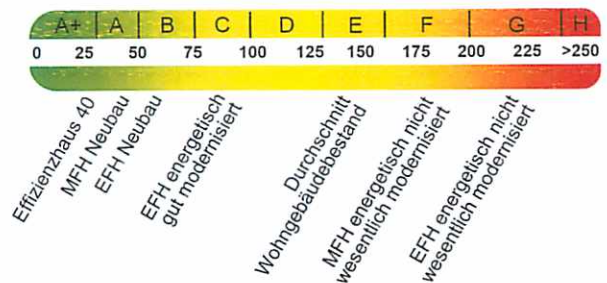 A+ A B C D E F G H
0 25 50 75 100 125 150 175 200 225 >250
Effizienzhaus 40
MFH Neubau
EFH Neubau
EFH energetisch
gut modernisiert
Durchschnitt
Wohngebäudebestand
MFH energetisch nicht
wesentlich modernisiert
EFH energetisch nicht
wesentlich modernisiert